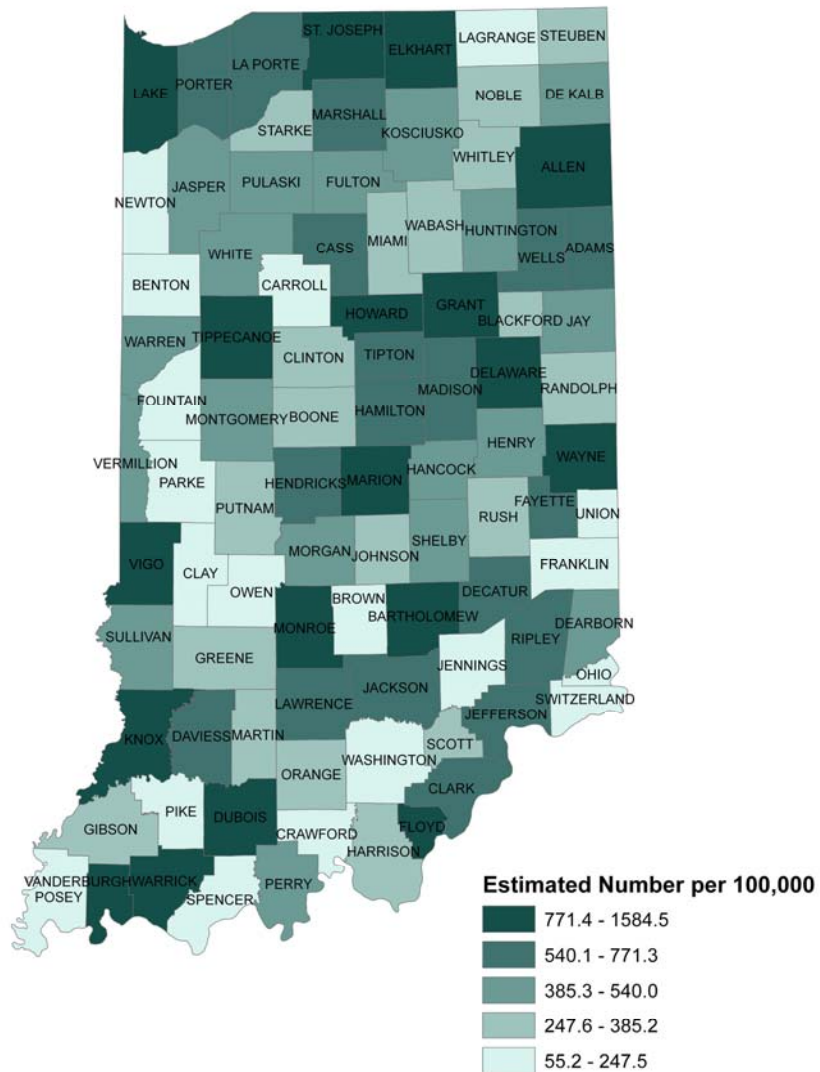 ST. JOSEPH
LAGRANGE
STEUBEN
ELKHART
LA PORTE
PORTER
LAKE
NOBLE
DE KALB
MARSHALL
STARKE
KOSCIUSKO
WHITLEY
ALLEN
JASPER
PULASKI
FULTON
NEWTON
WABASH
HUNTINGTON
MIAMI
WHITE
CASS
WELLS
ADAMS
BENTON
CARROLL
GRANT
HOWARD
BLACKFORD
JAY
TIPPECANOE
WARREN
CLINTON
TIPTON
DELAWARE
MADISON
RANDOLPH
FOUNTAIN
MONTGOMERY
BOONE
HAMILTON
HENRY
WAYNE
VERMILLION
HANCOCK
PARKE
HENDRICKS
MARION
PUTNAM
FAYETTE
UNION
RUSH
MORGAN
JOHNSON
SHELBY
VIGO
CLAY
FRANKLIN
OWEN
BROWN
DECATUR
BARTHOLOMEW
MONROE
DEARBORN
SULLIVAN
RIPLEY
GREENE
JENNINGS
OHIO
JACKSON
SWITZERLAND
LAWRENCE
JEFFERSON
KNOX
DAVIESS
MARTIN
SCOTT
WASHINGTON
ORANGE
CLARK
PIKE
DUBOIS
FLOYD
GIBSON
CRAWFORD
HARRISON
VANDERBURGH
WARRICK
PERRY
POSEY
SPENCER
Estimated Number per 100,000
771.4 - 1584.5
540.1 - 771.3
385.3 - 540.0
247.6 - 385.2
55.2 - 247.5